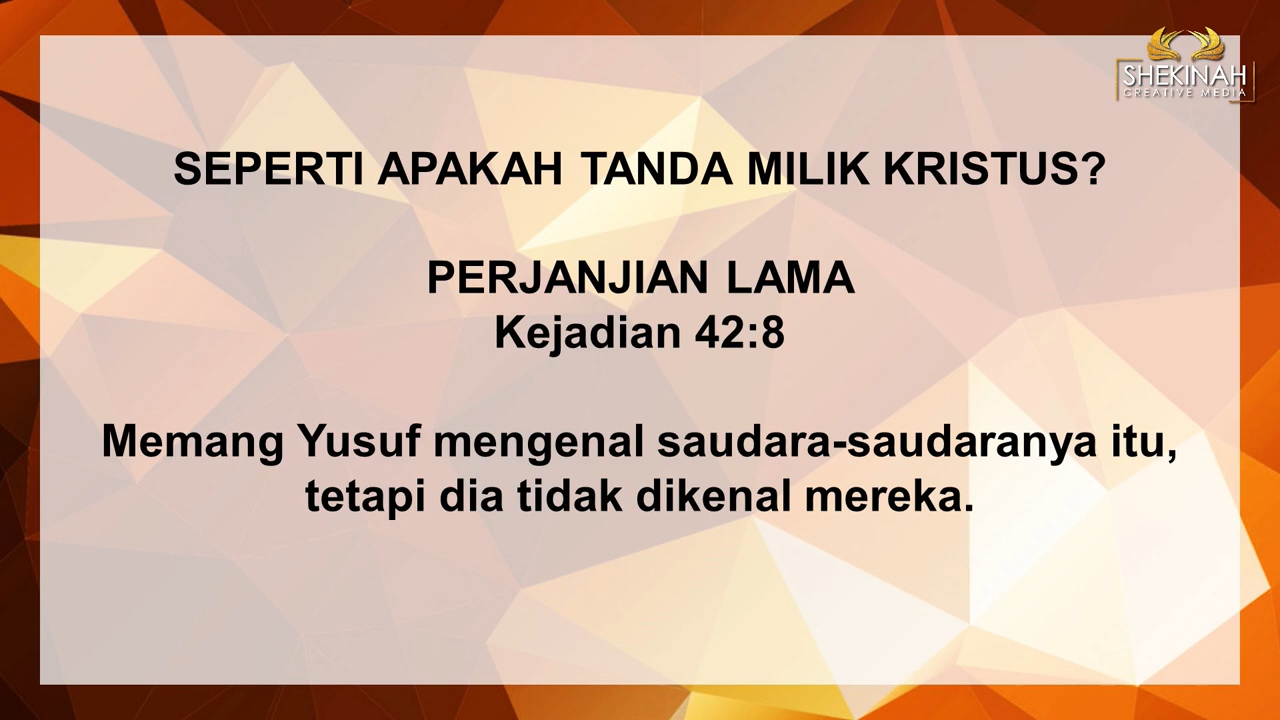 SHEKINAH
CREATIVE MEDIA
SEPERTI APAKAH TANDA MILIK KRISTUS?
PERJANJIAN LAMA
Kejadian 42:8
Memang Yusuf mengenal saudara-saudaranya itu,
tetapi dia tidak dikenal mereka.